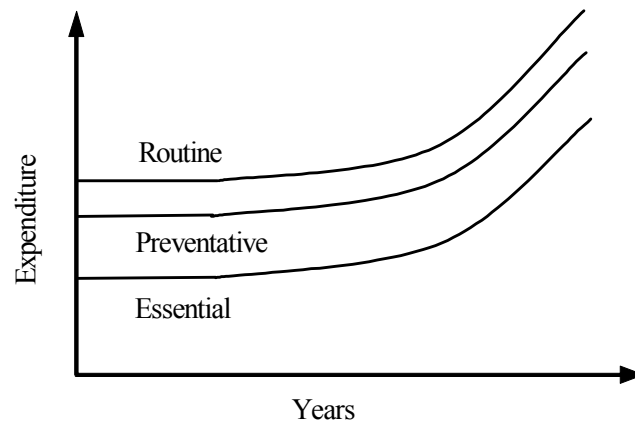 Routine
Preventative
Essential
Expenditure
Years